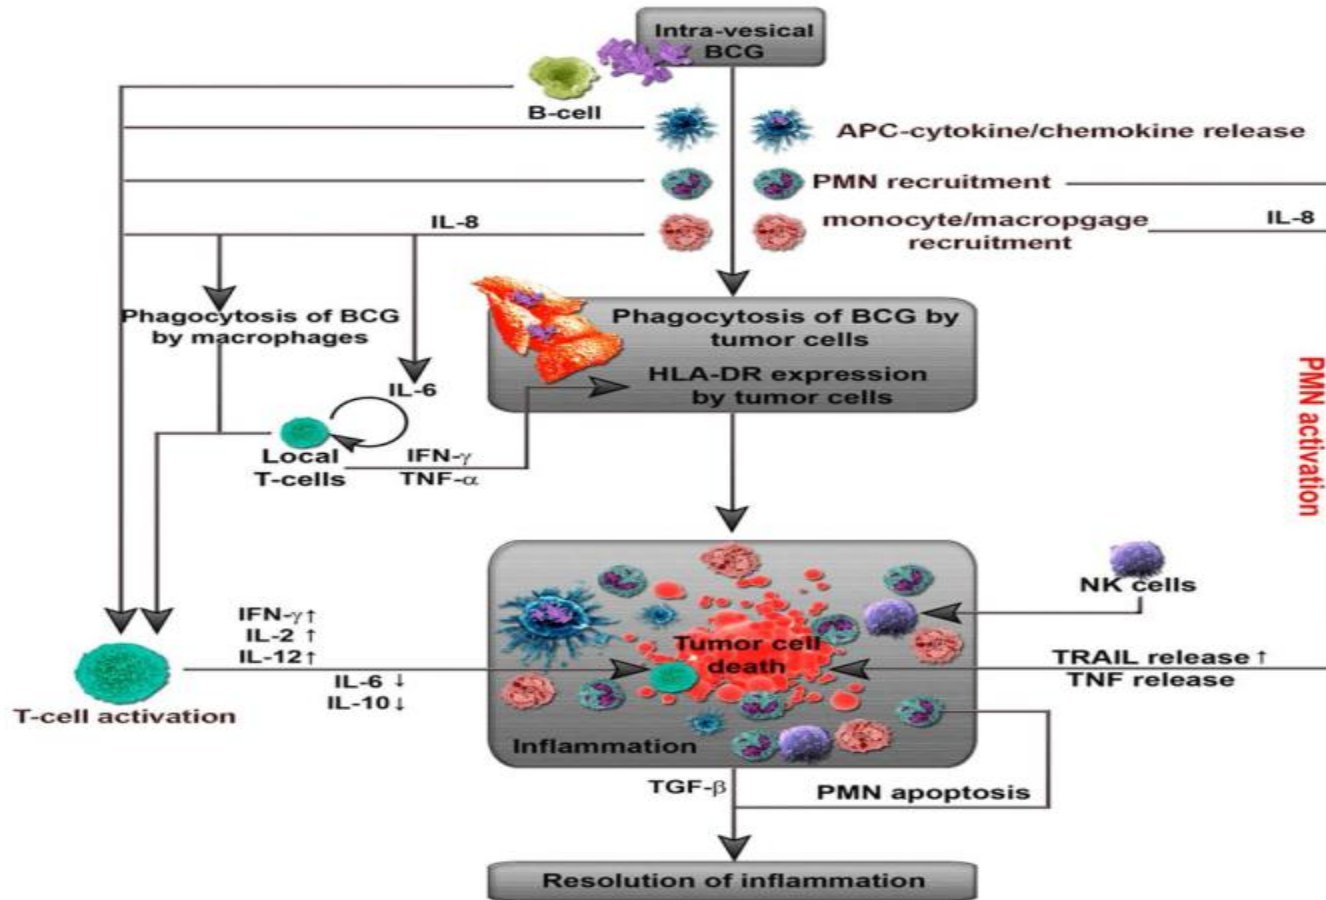 Intra-vesical
BCG
B-cell
APC-cytokine/chemokine release
PMN recruitment
IL-8
monocyte/macropgage
recruitment
IL-8
Phagocytosis of BCG
by macrophages
Phagocytosis of BCG by
tumor cells
HLA-DR expression
by tumor cells
IL-6
Local
T-cells
IFN-γ
TNF-α
PMN activation
NK cells
IFN-γ↑
IL-2 ↑
IL-12↑
IL-6 ↓
IL-10↓
T-cell activation
Tumor cell
death
TRAIL release↑
TNF release
Inflammation
TGF-β
PMN apoptosis
Resolution of inflammation